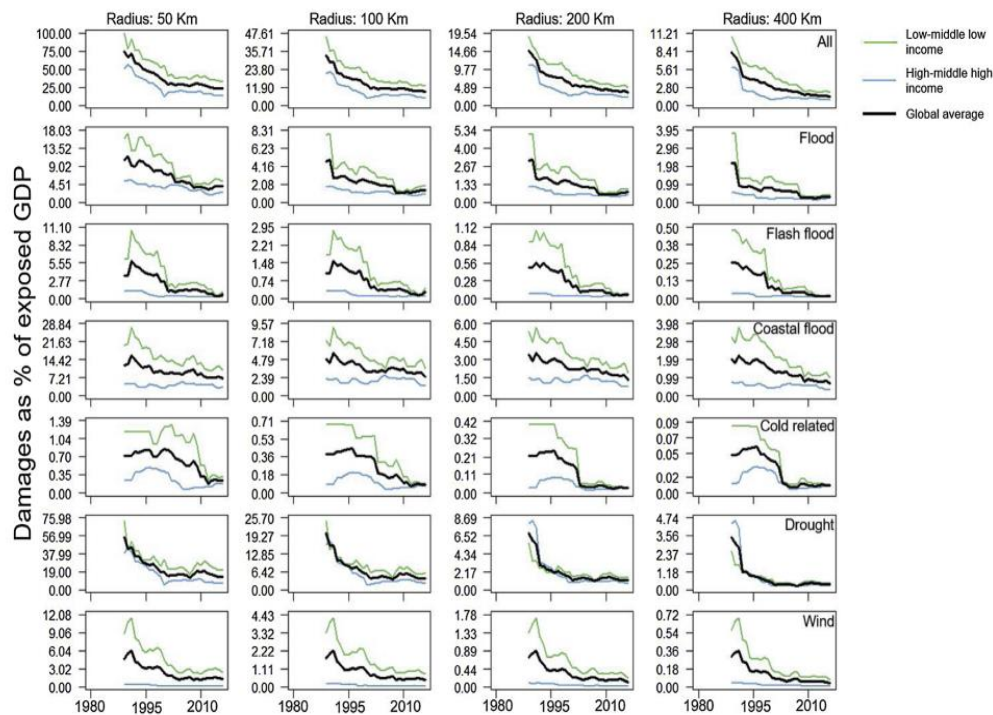 Radius: 50 Km Radius: 100 Km Radius: 200 Km Radius: 400 Km
Low-middle low
income
High-middle high
income
Global average
Damages as % of exposed GDP
100.00 47.61 19.54 11.21 All
75.00 35.71 14.66 8.41
50.00 23.80 9.77 5.61
25.00 11.90 4.89 2.80
0.00 0.00 0.00 0.00
18.03 8.31 5.34 3.95 Flood
13.52 6.23 4.00 2.96
9.02 4.16 2.67 1.98
4.51 2.08 1.33 0.99
0.00 0.00 0.00 0.00
11.10 2.95 1.12 0.50 Flash flood
8.32 2.21 0.84 0.38
5.55 1.48 0.56 0.25
2.77 0.74 0.28 0.13
0.00 0.00 0.00 0.00
28.84 9.57 6.00 3.98 Coastal flood
21.63 7.18 4.50 2.98
14.42 4.79 3.00 1.99
7.21 2.39 1.50 0.99
0.00 0.00 0.00 0.00
1.39 0.71 0.42 0.09 Cold related
1.04 0.53 0.32 0.07
0.70 0.36 0.21 0.05
0.35 0.18 0.11 0.02
0.00 0.00 0.00 0.00
75.98 25.70 8.69 4.74 Drought
56.99 19.27 6.52 3.56
37.99 12.85 4.34 2.37
19.00 6.42 2.17 1.18
0.00 0.00 0.00 0.00
12.08 4.43 1.78 0.72 Wind
9.06 3.32 1.33 0.54
6.04 2.22 0.89 0.36
3.02 1.11 0.44 0.18
0.00 0.00 0.00 0.00
1980 1995 2010 1980 1995 2010 1980 1995 2010 1980 1995 2010